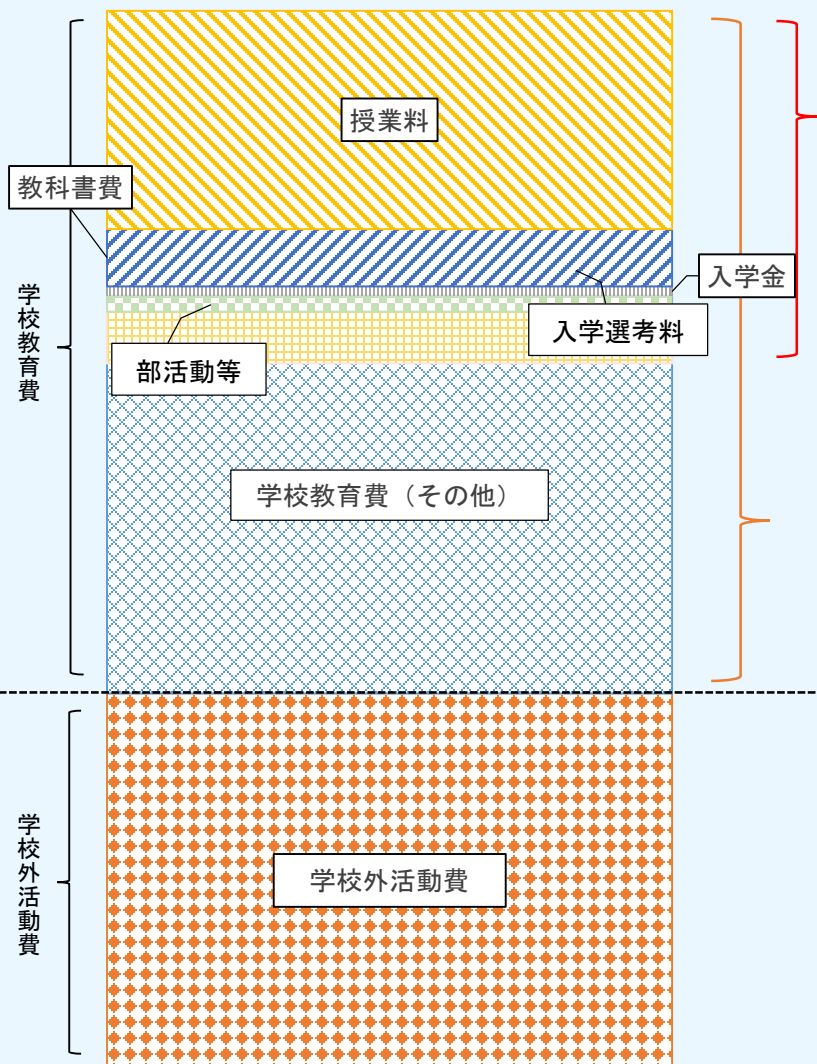 授業料
教科書費
入学金
学校教育費
入学選考料
部活動等
学校教育費（その他）
学校外活動費
学校外活動費